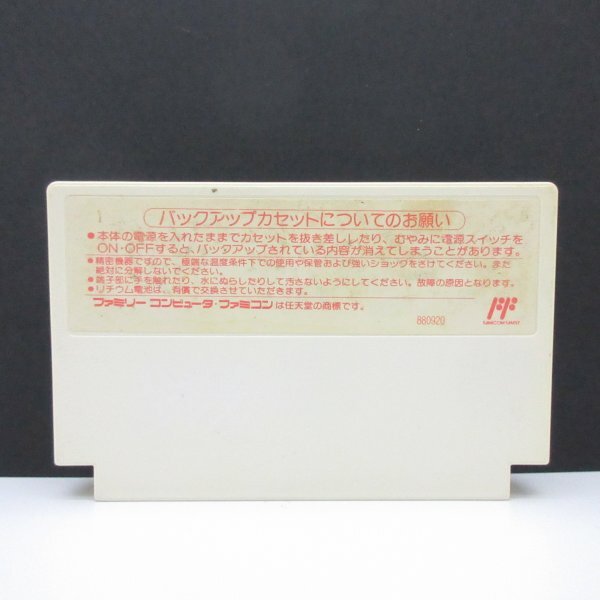 バックアップカセットについてのお願い
●本体の電源を入れたままでカセットを抜き差ししたり、むやみに電源スイッチを
ON・OFFすると、バックアップされている内容が消えてしまうことがあります。
●精密機器ですので、極端な温度条件下での使用や保管および強いショックをさけてください。また
絶対に分解しないでください。
●端子部に手を触れたり、水にぬらしたりして汚さないようにしてください。故障の原因となります。
●リチウム電池は、有償で交換させていただきます。
ファミリーコンピュータ・ファミコンは任天堂の商標です。
880920
FAMICOM FAMILY